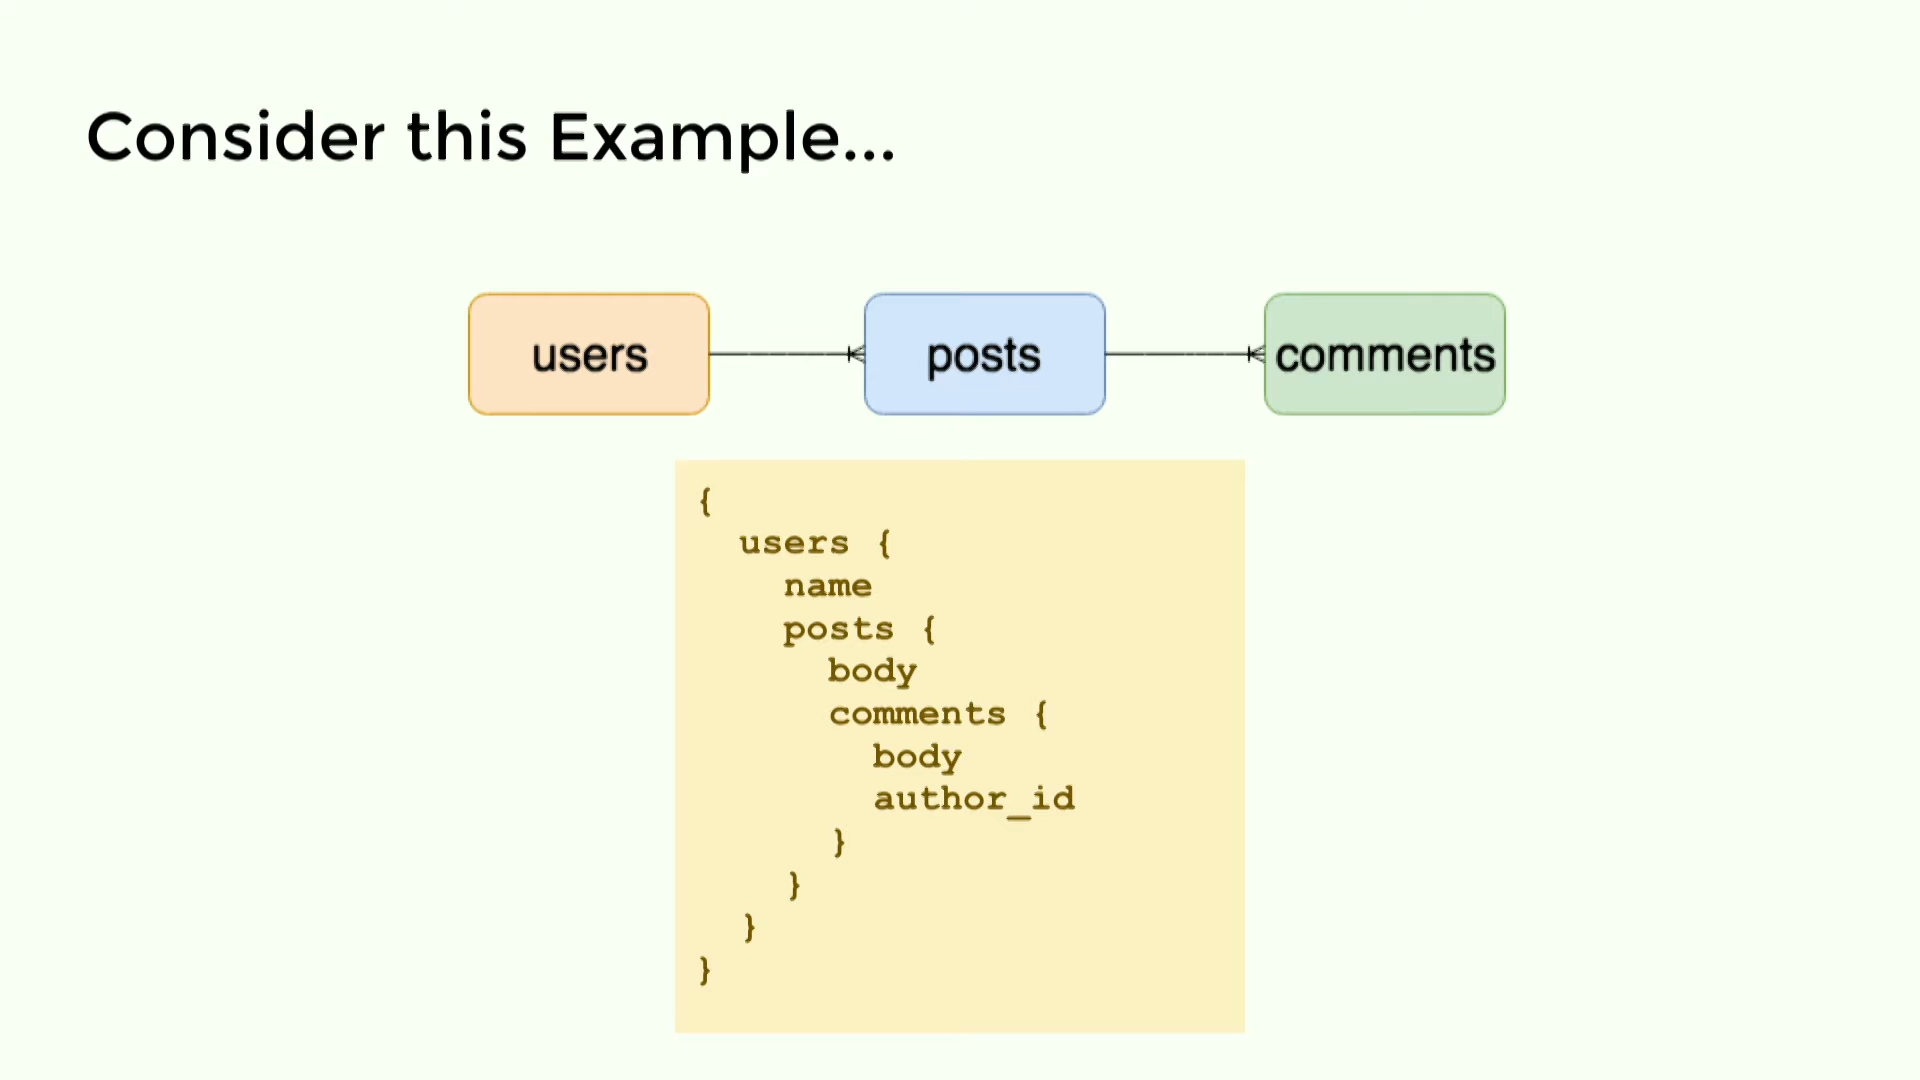 Consider this Example...
users posts comments
{
users {
name
posts {
body
comments {
body
author_id
}
}
}
}